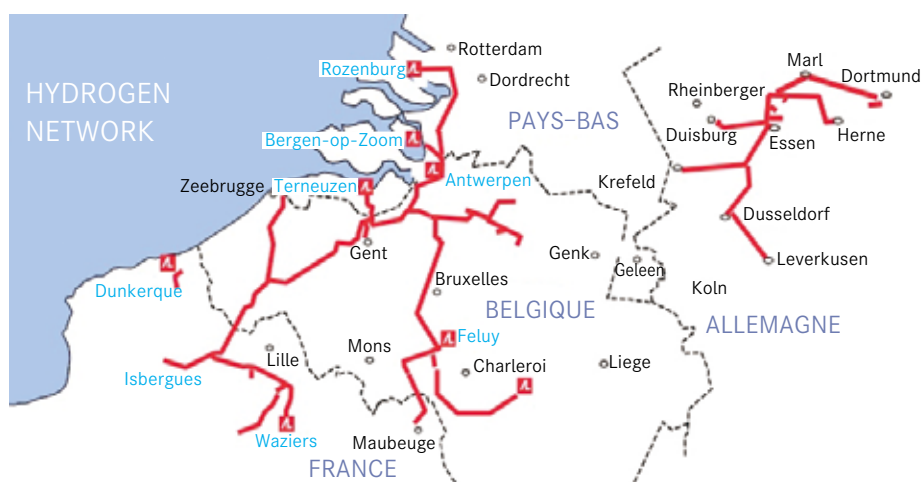 HYDROGEN
NETWORK
Rotterdam
Rozenburg
Dordrecht
Marl
Dortmund
Rheinberger
PAYS-BAS
Bergen-op-Zoom
Duisburg
Essen
Herne
Zeebrugge
Terneuzen
Antwerpen
Krefeld
Dusseldorf
Gent
Genk
Geleen
Leverkusen
Dunkerque
Bruxelles
Koln
BELGIQUE
ALLEMAGNE
Feluy
Lille
Mons
Charleroi
Liege
Isbergues
Waziers
Maubeuge
FRANCE